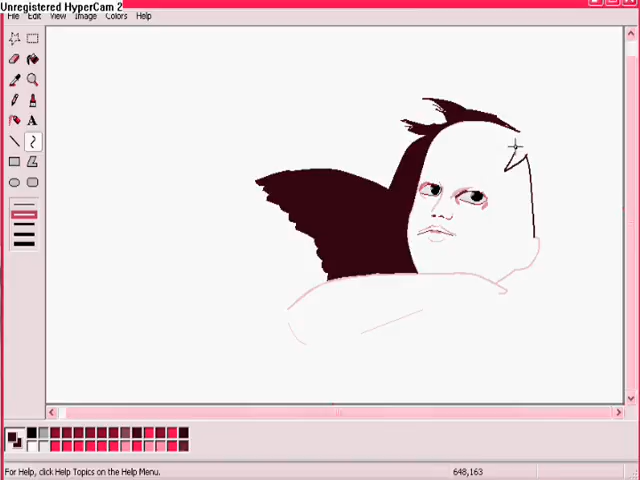 Unregistered HyperCam 2
File Edit View Image Colors Help
A
For Help, click Help Topics on the Help Menu.
648,163